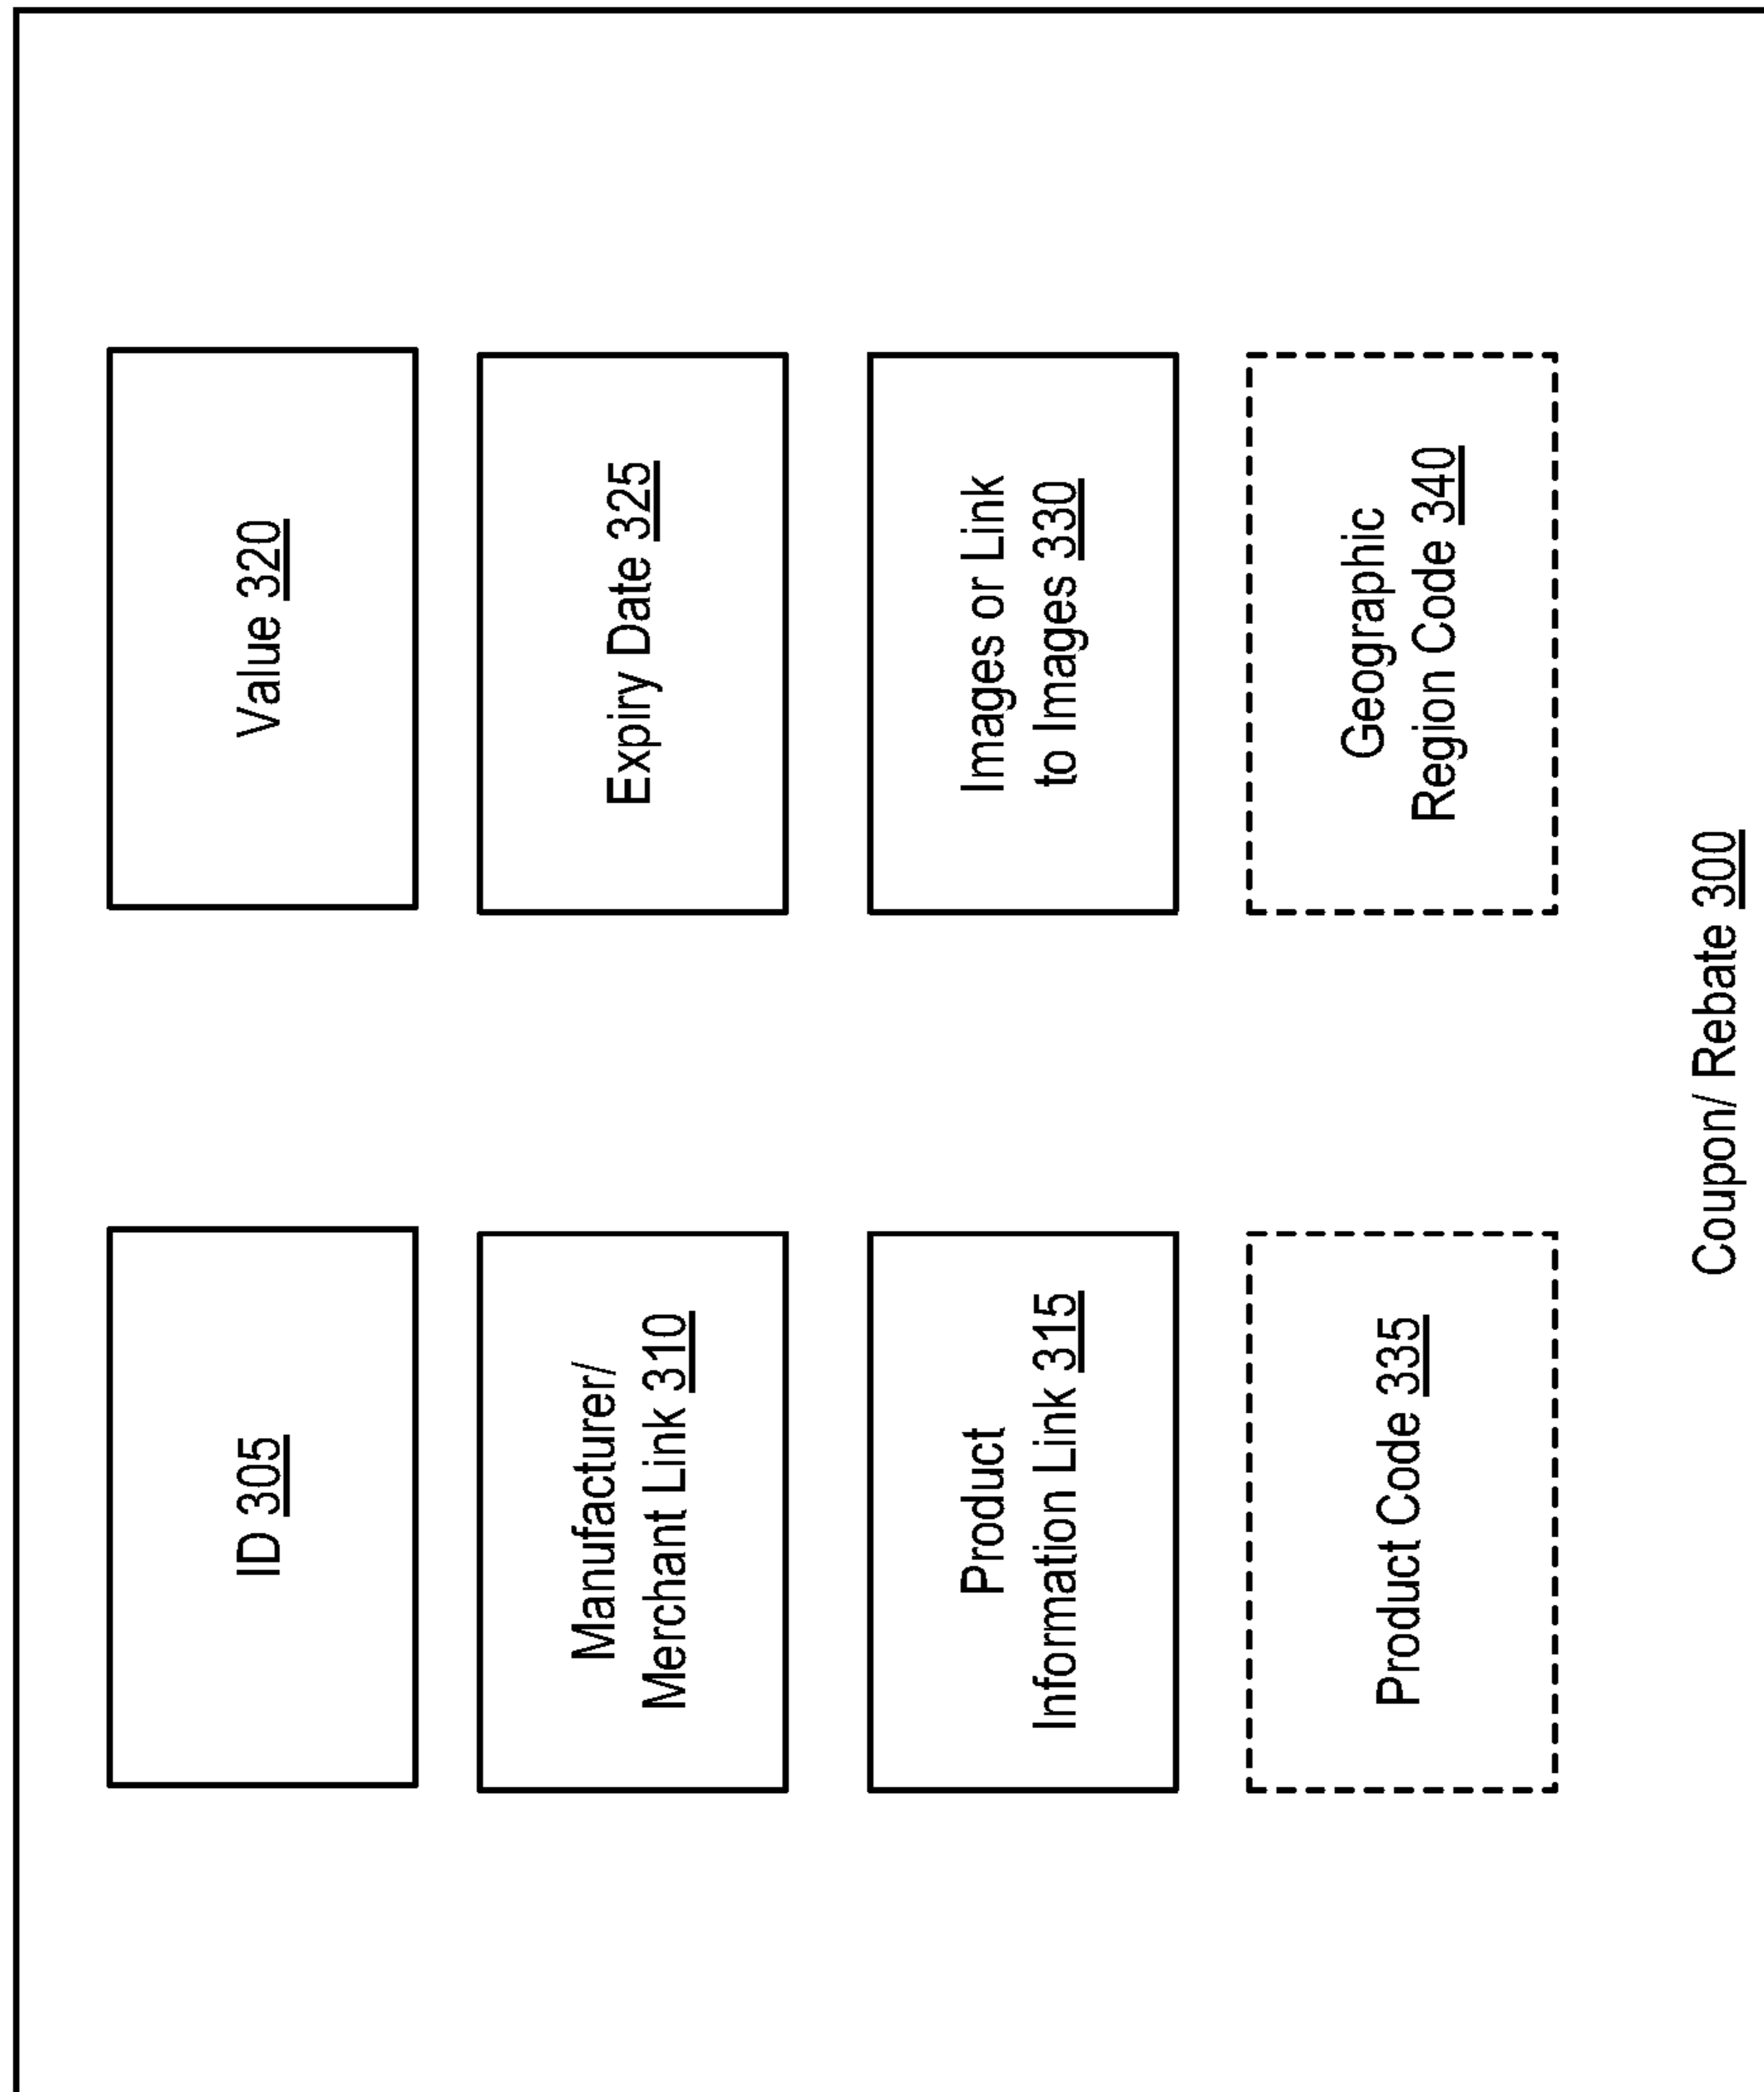 ID 305
Value 320
Manufacturer/
Merchant Link 310
Expiry Date 325
Product
Information Link 315
Images or Link
to Images 330
Product Code 335
Geographic
Region Code 340
Coupon/ Rebate 300